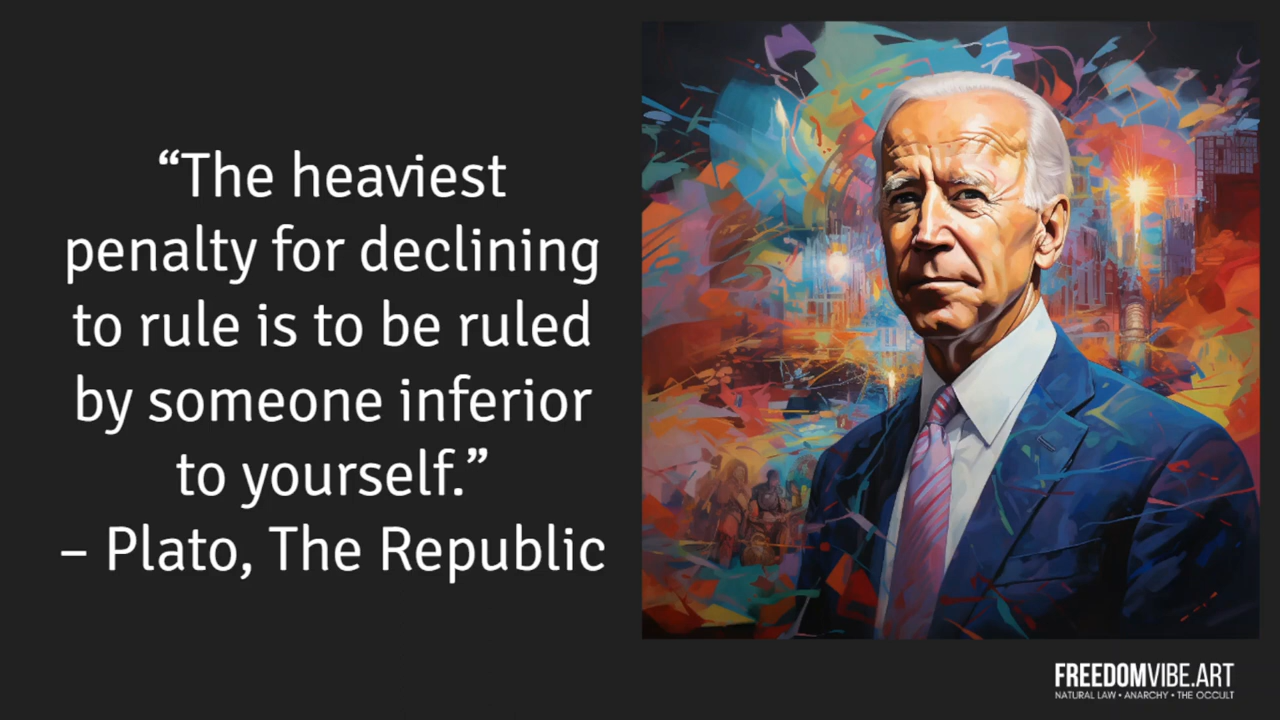 “The heaviest
penalty for declining
to rule is to be ruled
by someone inferior
to yourself.”
– Plato, The Republic
FREEDOMVIBE.ART
NATURAL LAW • ANARCHY • THE OCCULT